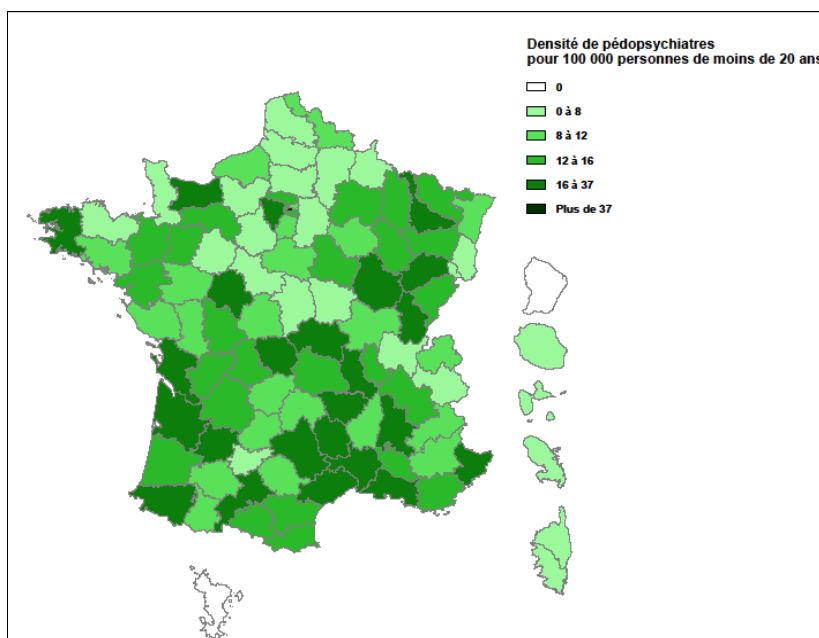 Densité de pédopsychiatres
pour 100 000 personnes de moins de 20 ans
0
0 à 8
8 à 12
12 à 16
16 à 37
Plus de 37